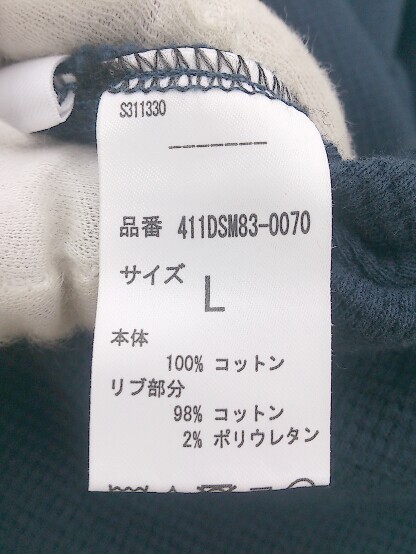 S311330
品番 411DSM83-0070
サイズ
L
本体
100% コットン
リブ部分
98% コットン
2% ポリウレタン